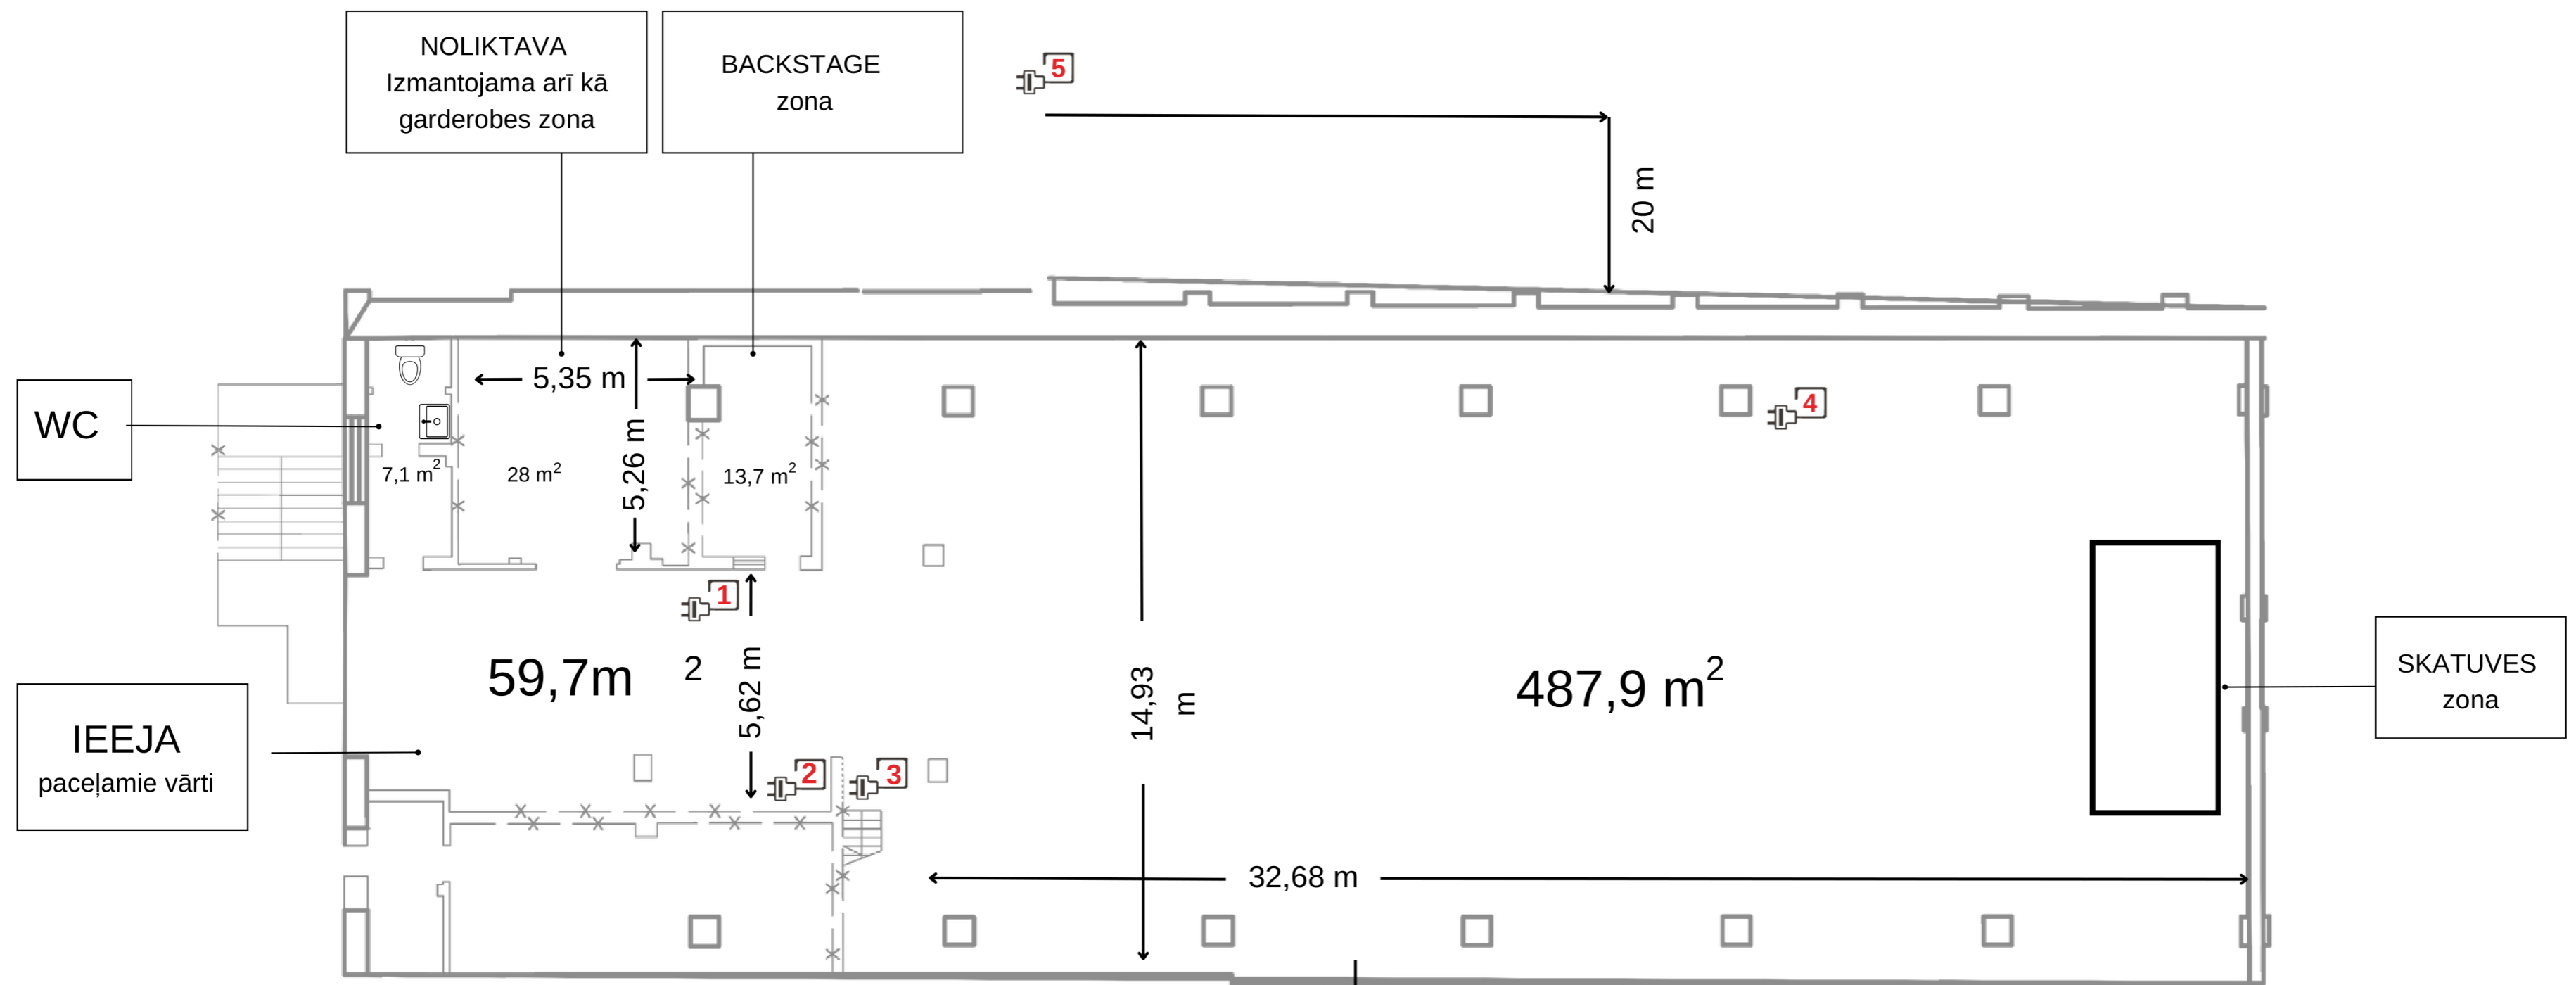 NOLIKTAVA
Izmantojama arī kā
garderobes zona
BACKSTAGE
zona
5
20 m
WC
5,35 m
5,26 m
7,1 m²
28 m²
13,7 m²
4
1
59,7m 2
5,62 m
14,93
m
487,9 m²
SKATUVES
zona
IEEJA
paceļamie vārti
2
3
32,68 m